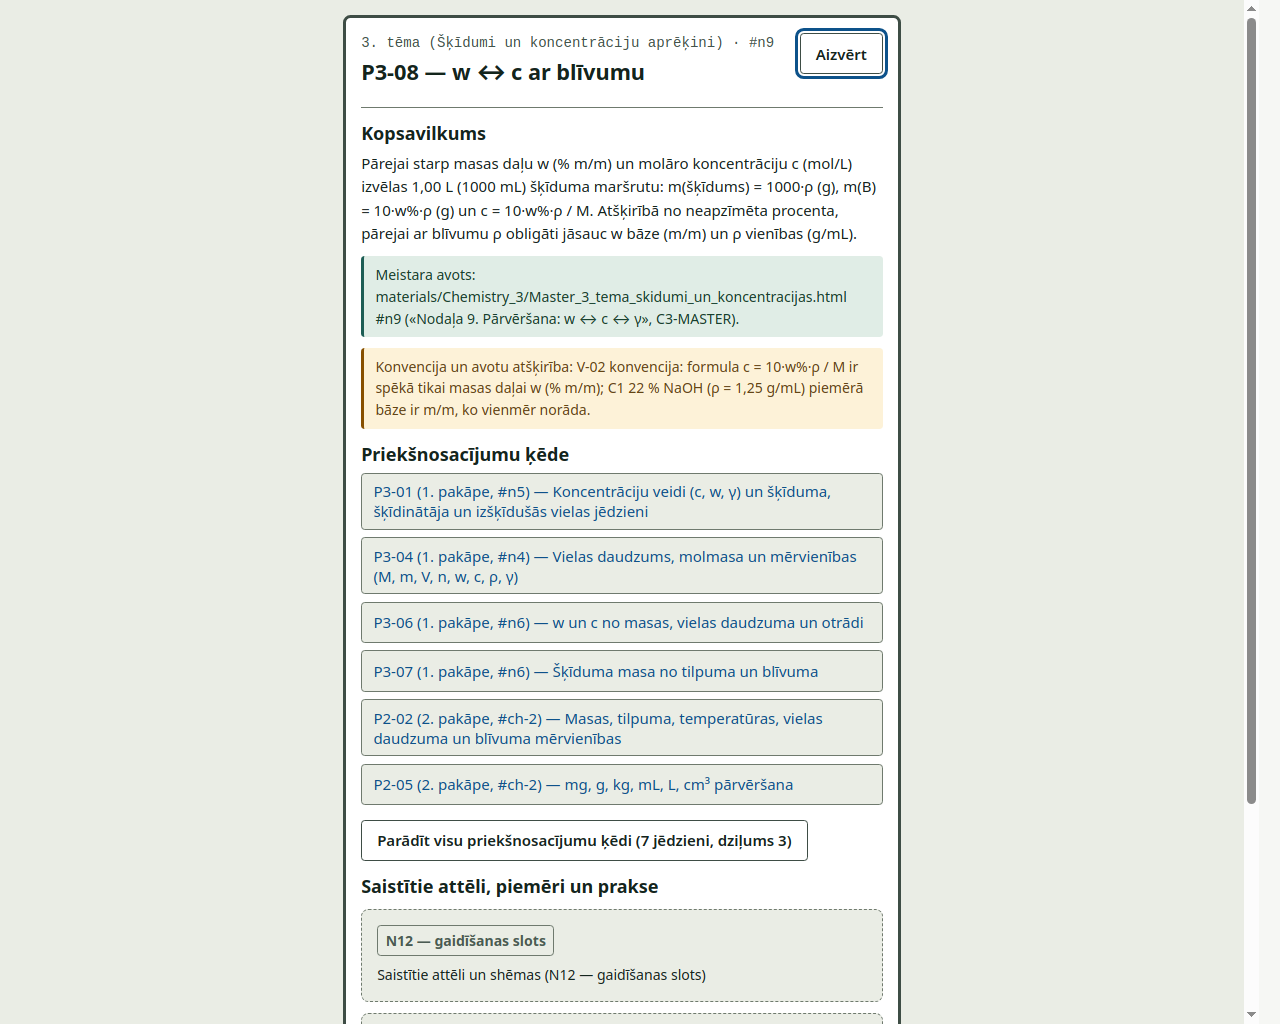 3. tēma (Šķīdumi un koncentrāciju aprēķini) · #n9
Aizvērt
P3-08 — w ↔ c ar blīvumu
Kopsavilkums
Pārejai starp masas daļu w (% m/m) un molāro koncentrāciju c (mol/L)
izvēlas 1,00 L (1000 mL) šķīduma maršrutu: m(šķīdums) = 1000·ρ (g), m(B)
= 10·w%·ρ (g) un c = 10·w%·ρ / M. Atšķirībā no neapzīmēta procenta,
pārejai ar blīvumu ρ obligāti jāsauc w bāze (m/m) un ρ vienības (g/mL).
Meistara avots:
materials/Chemistry_3/Master_3_tema_skidumi_un_koncentracijas.html
#n9 («Nodaļa 9. Pārvēršana: w ↔ c ↔ γ», C3-MASTER).
Konvencija un avotu atšķirība: V-02 konvencija: formula c = 10·w%·ρ / M ir
spēkā tikai masas daļai w (% m/m); C1 22 % NaOH (ρ = 1,25 g/mL) piemērā
bāze ir m/m, ko vienmēr norāda.
Priekšnosacījumu ķēde
P3-01 (1. pakāpe, #n5) — Koncentrāciju veidi (c, w, γ) un šķīduma,
šķīdinātāja un izšķīdušās vielas jēdzieni
P3-04 (1. pakāpe, #n4) — Vielas daudzums, molmasa un mērvienības
(M, m, V, n, w, c, ρ, γ)
P3-06 (1. pakāpe, #n6) — w un c no masas, vielas daudzuma un otrādi
P3-07 (1. pakāpe, #n6) — Šķīduma masa no tilpuma un blīvuma
P2-02 (2. pakāpe, #ch-2) — Masas, tilpuma, temperatūras, vielas
daudzuma un blīvuma mērvienības
P2-05 (2. pakāpe, #ch-2) — mg, g, kg, mL, L, cm³ pārvēršana
Parādīt visu priekšnosacījumu ķēdi (7 jēdzieni, dziļums 3)
Saistītie attēli, piemēri un prakse
N12 — gaidīšanas slots
Saistītie attēli un shēmas (N12 — gaidīšanas slots)